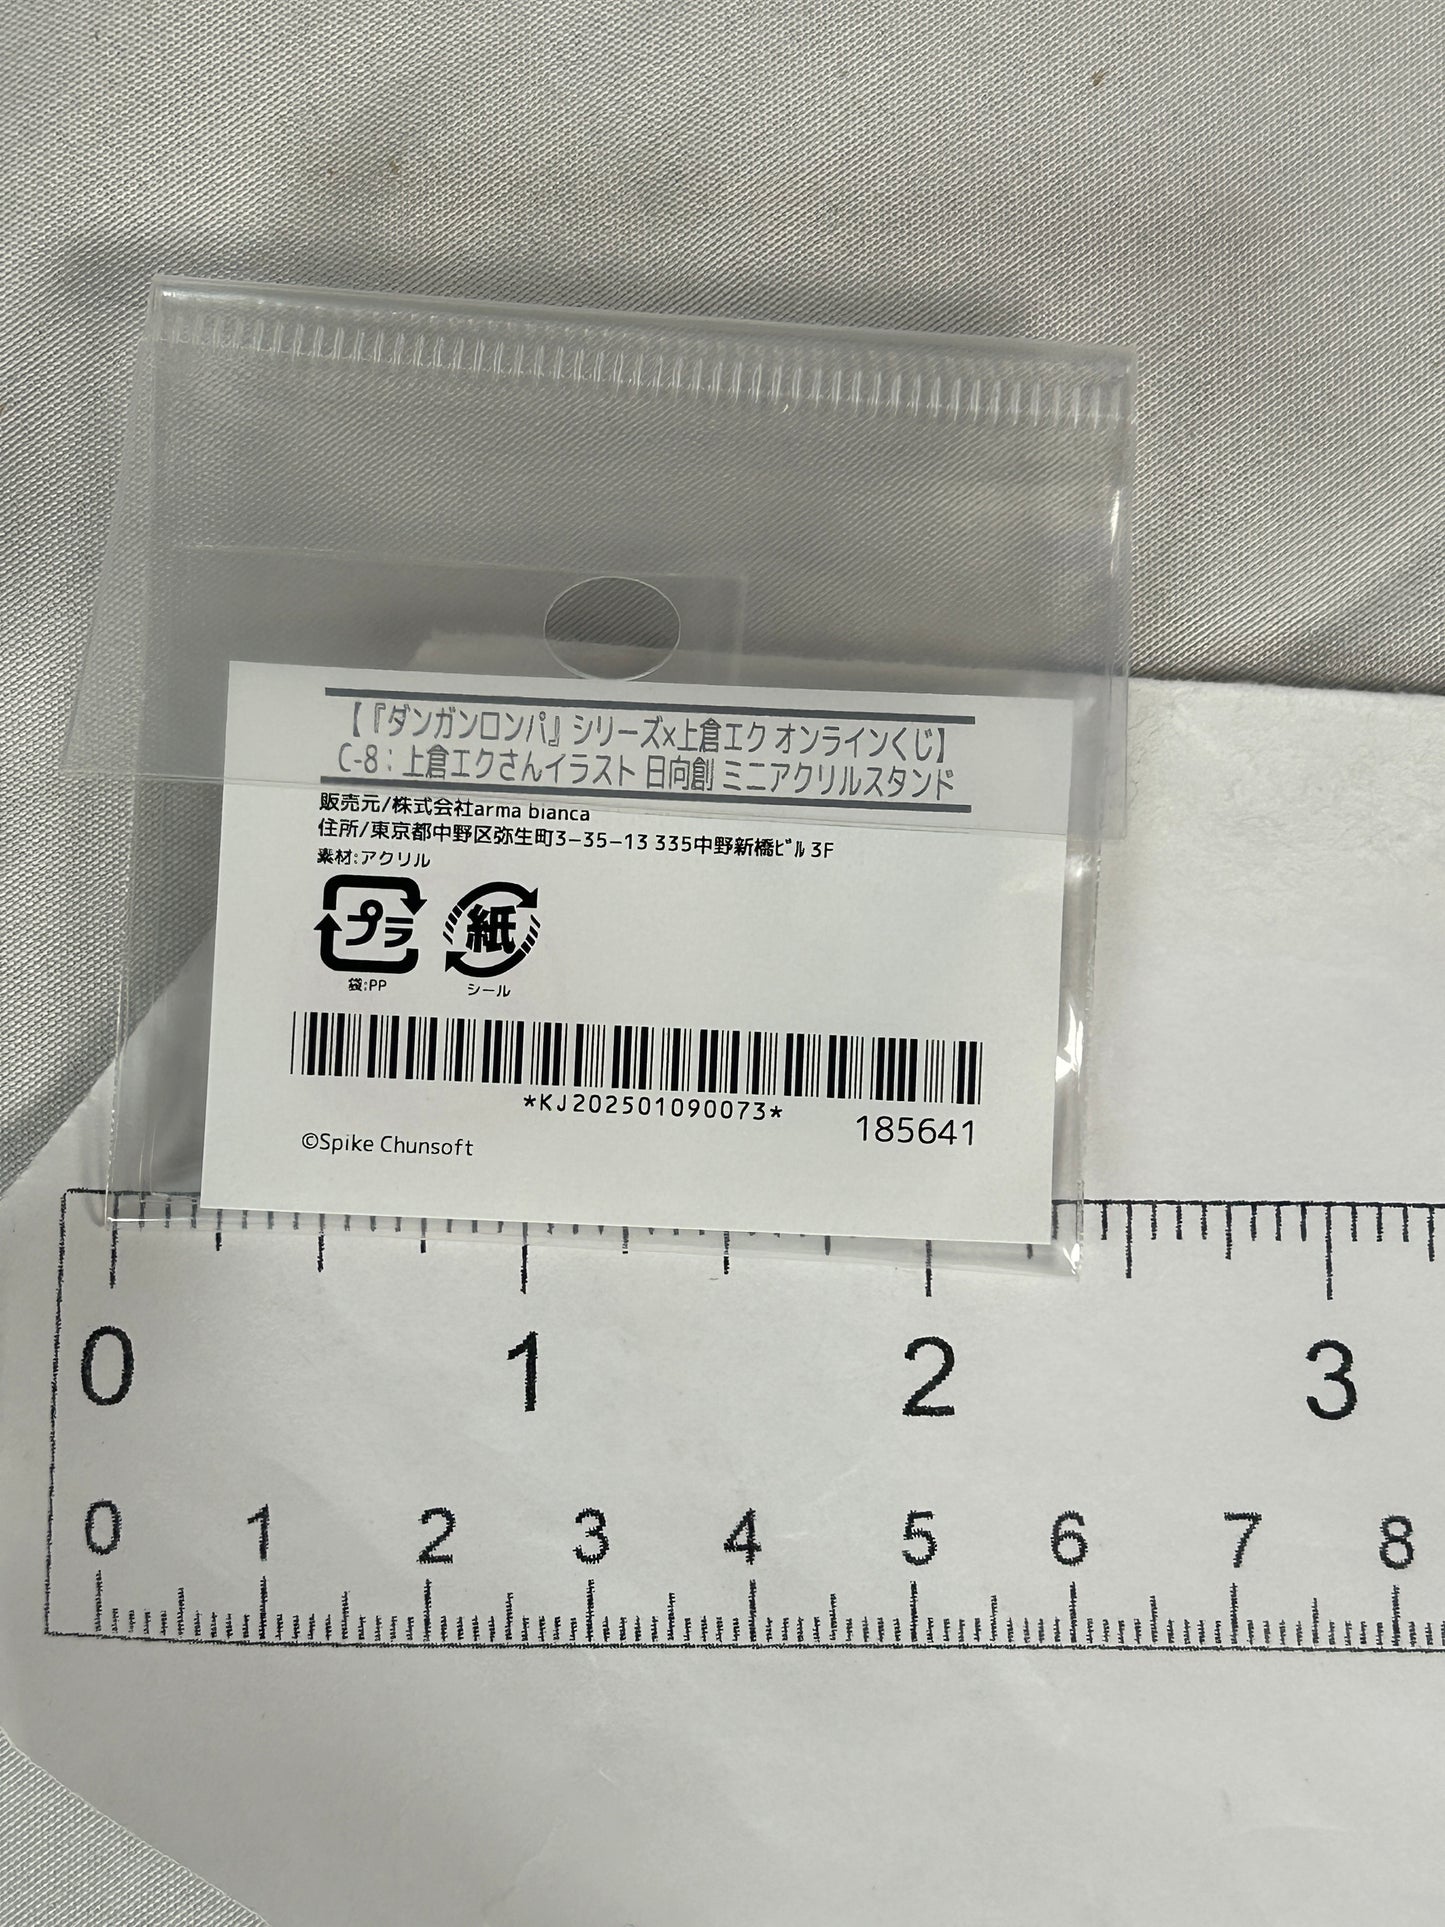 【『ダンガンロンパ』シリーズ×上倉エク オンラインくじ】
C-8：上倉エクさんイラスト 日向創 ミニアクリルスタンド
販売元/株式会社arma bianca
住所/東京都中野区弥生町3−35−13 335中野新橋ﾋﾞﾙ 3F
素材:アクリル
プラ 紙
袋:PP シール
*KJ202501090073*
185641
©Spike Chunsoft
0 1 2 3
0 1 2 3 4 5 6 7 8